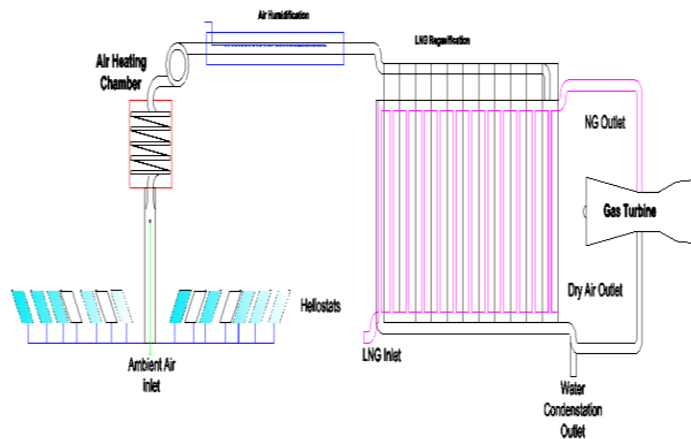 Air Humidification
LNG Regasification
Air Heating
Chamber
NG Outlet
Gas Turbine
Dry Air Outlet
Heliostats
LNG Inlet
Ambient Air
inlet
Water
Condenstation
Outlet